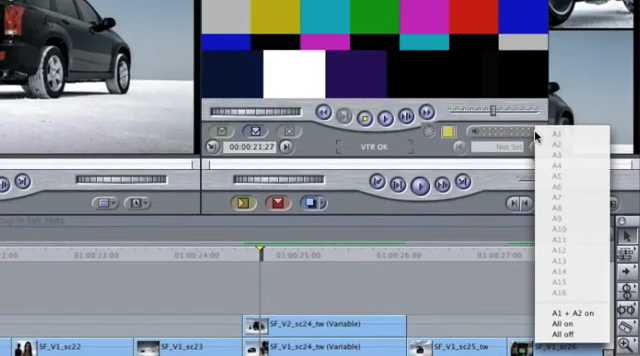 A1
A2
A3
A4
A5
A6
A7
A8
A9
A10
A11
A12
A13
A14
A15
A16
A1 + A2 on
All on
All off
00:00:21;27
VTR OK
Not Set
01:00:23:00
01:00:24:00
01:00:25:00
01:00:26:00
01:00:27:00
SF_V2_sc24_tw (Variable)
SF_V1_sc22
SF_V1_sc23
SF_V1_sc24_tw (Variable)
SF_V1_sc25_tw
SF_V1_sc26